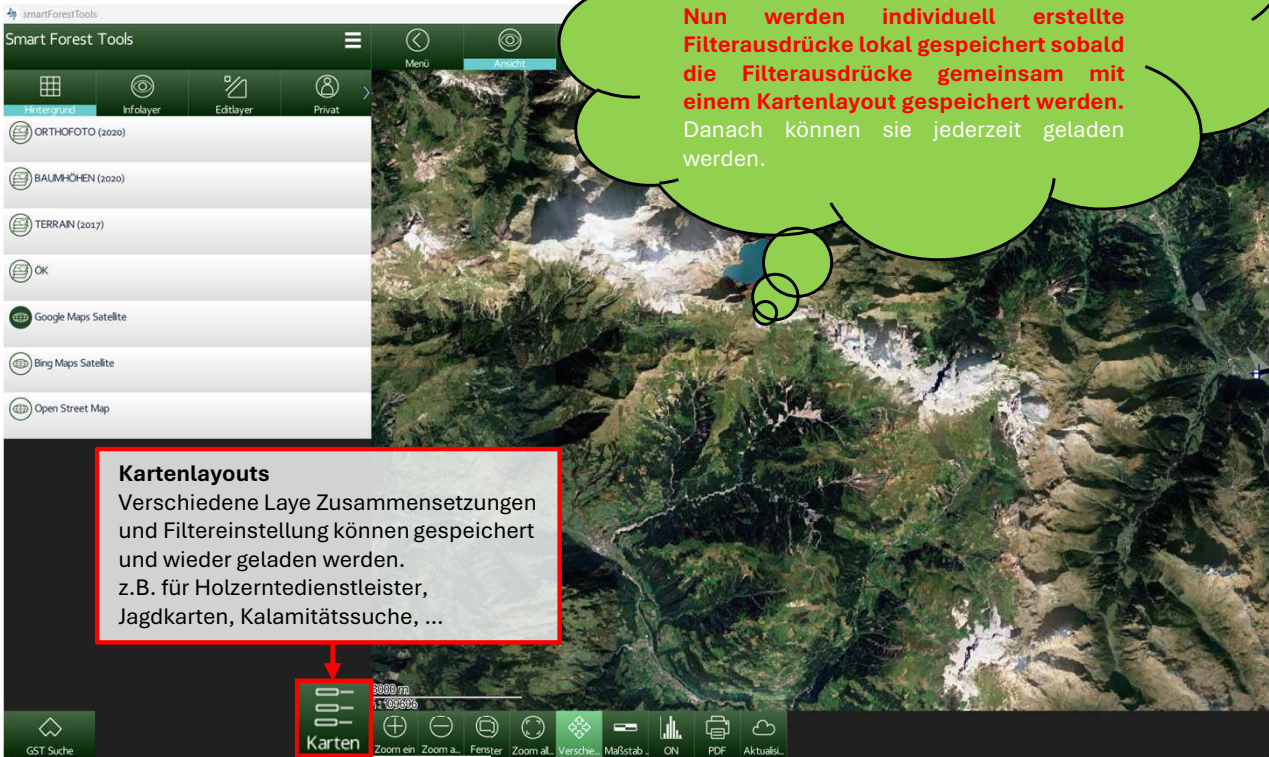 smartForestTools
Smart Forest Tools
Menü
Ansicht
Hintergrund
Infolayer
Editlayer
Privat
ORTHOFOTO (2020)
BAUMHÖHEN (2020)
TERRAIN (2017)
ÖK
Google Maps Satellite
Bing Maps Satellite
Open Street Map
Nun werden individuell erstellte
Filterausdrücke lokal gespeichert sobald
die Filterausdrücke gemeinsam mit
einem Kartenlayout gespeichert werden.
Danach können sie jederzeit geladen
werden.
Kartenlayouts
Verschiedene Laye Zusammensetzungen
und Filtereinstellung können gespeichert
und wieder geladen werden.
z.B. für Holzerntedienstleister,
Jagdkarten, Kalamitätssuche, ...
GST Suche
Karten
Zoom ein
Zoom a...
Fenster
Zoom all...
Verschie...
Maßstab ...
ON
PDF
Aktualisi...